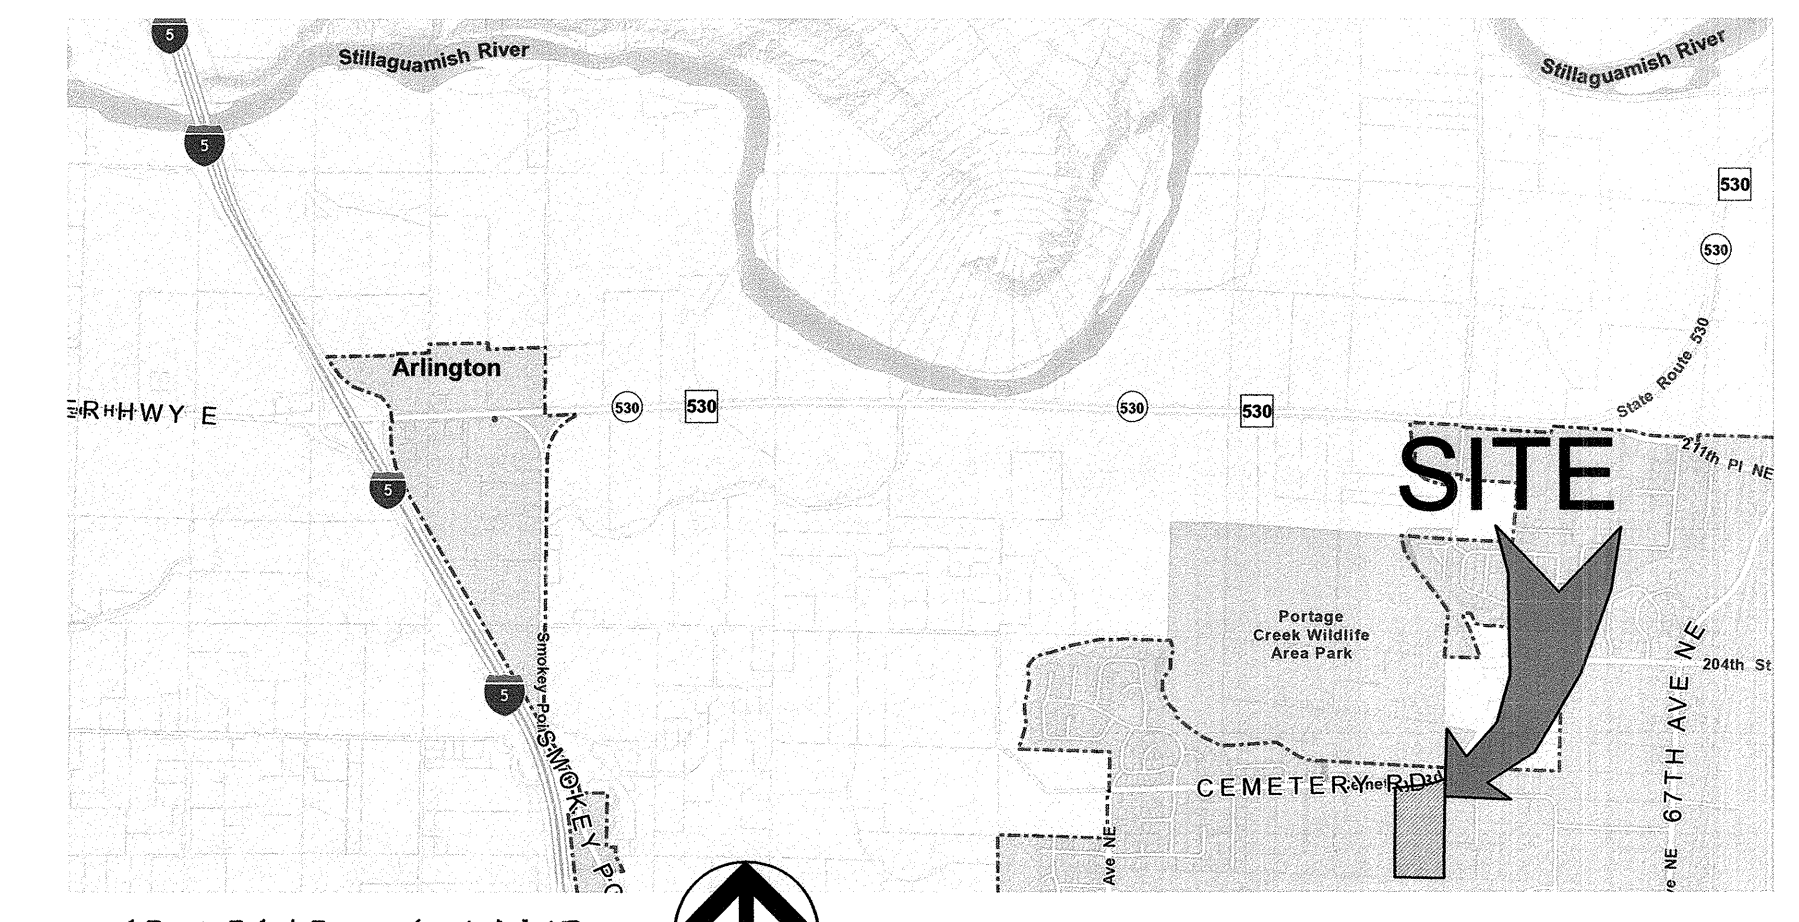 5
Stillaguamish River
Stillaguamish River
5
530
530
State Route 530
Arlington
530
530
530
530
HWY E
SITE
211th Pl NE
5
Portage
Creek Wildlife
Area Park
204th St
67TH AVE NE
5
SMOKEY
CEMETERY RD
Ave NE
NE